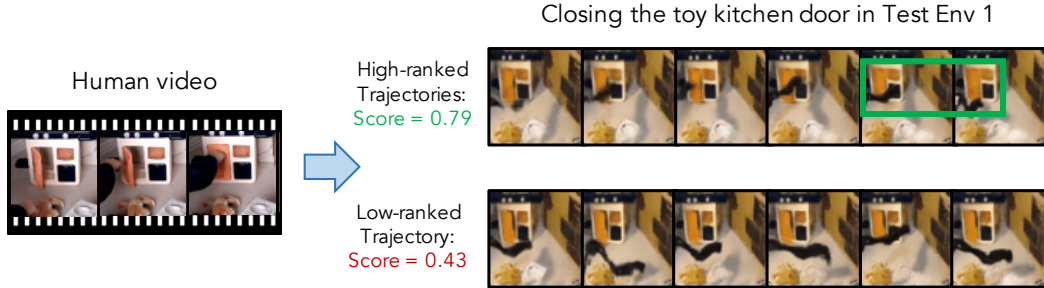 Closing the toy kitchen door in Test Env 1
Human video
High-ranked
Trajectories:
Score = 0.79
Low-ranked
Trajectory:
Score = 0.43